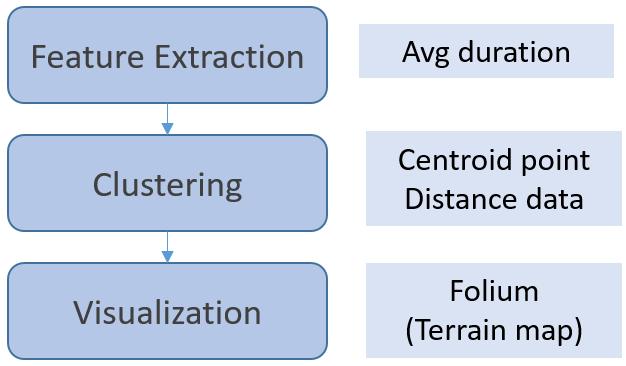 Feature Extraction
Avg duration
Clustering
Centroid point
Distance data
Visualization
Folium
(Terrain map)